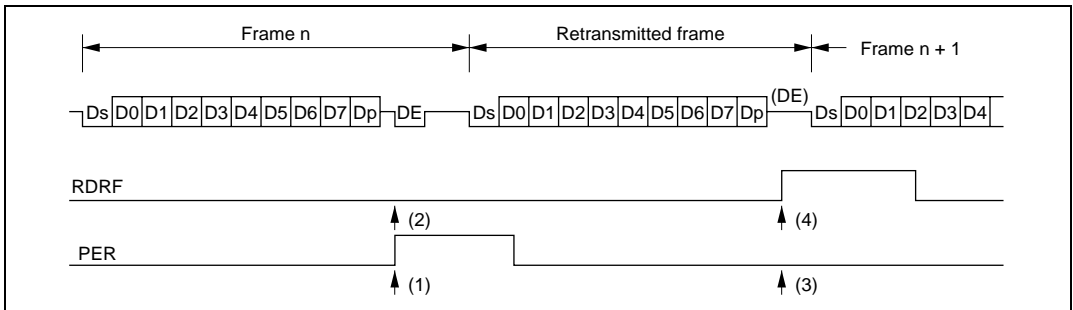 Frame n Retransmitted frame Frame n + 1
(DE)
Ds D0 D1 D2 D3 D4 D5 D6 D7 Dp DE Ds D0 D1 D2 D3 D4 D5 D6 D7 Dp Ds D0 D1 D2 D3 D4
RDRF
(2) (4)
PER
(1) (3)